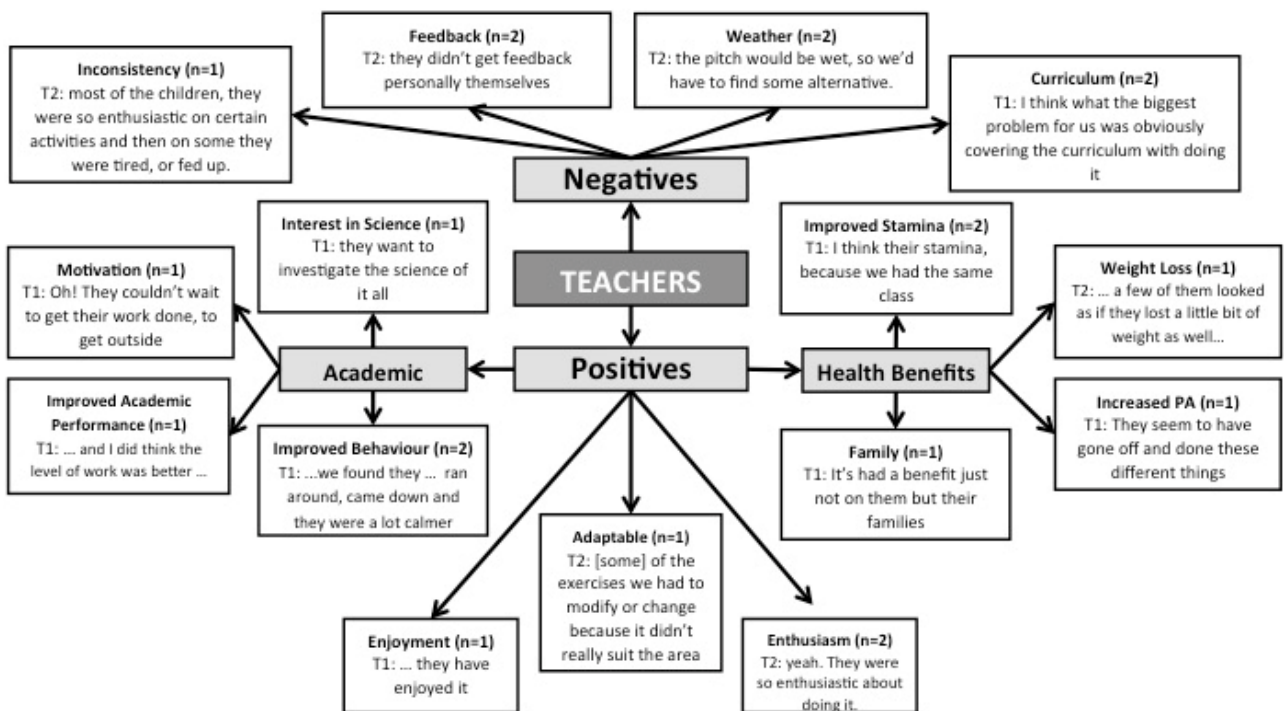 Feedback (n=2)
T2: they didn't get feedback
personally themselves
Weather (n=2)
T2: the pitch would be wet, so we'd
have to find some alternative.
Inconsistency (n=1)
T2: most of the children, they
were so enthusiastic on certain
activities and then on some they
were tired, or fed up.
Curriculum (n=2)
T1: I think what the biggest
problem for us was obviously
covering the curriculum with doing
it
Negatives
Interest in Science (n=1)
T1: they want to
investigate the science of
it all
Improved Stamina (n=2)
T1: I think their stamina,
because we had the same
class
Motivation (n=1)
T1: Oh! They couldn't wait
to get their work done, to
get outside
TEACHERS
Weight Loss (n=1)
T2: ... a few of them looked
as if they lost a little bit of
weight as well...
Academic
Positives
Health Benefits
Improved Academic
Performance (n=1)
T1: ... and I did think the
level of work was better ...
Improved Behaviour (n=2)
T1: ...we found they ... ran
around, came down and
they were a lot calmer
Family (n=1)
T1: It's had a benefit just
not on them but their
families
Increased PA (n=1)
T1: They seem to have
gone off and done these
different things
Adaptable (n=1)
T2: [some] of the
exercises we had to
modify or change
because it didn't
really suit the area
Enjoyment (n=1)
T1: ... they have
enjoyed it
Enthusiasm (n=2)
T2: yeah. They were
so enthusiastic about
doing it.